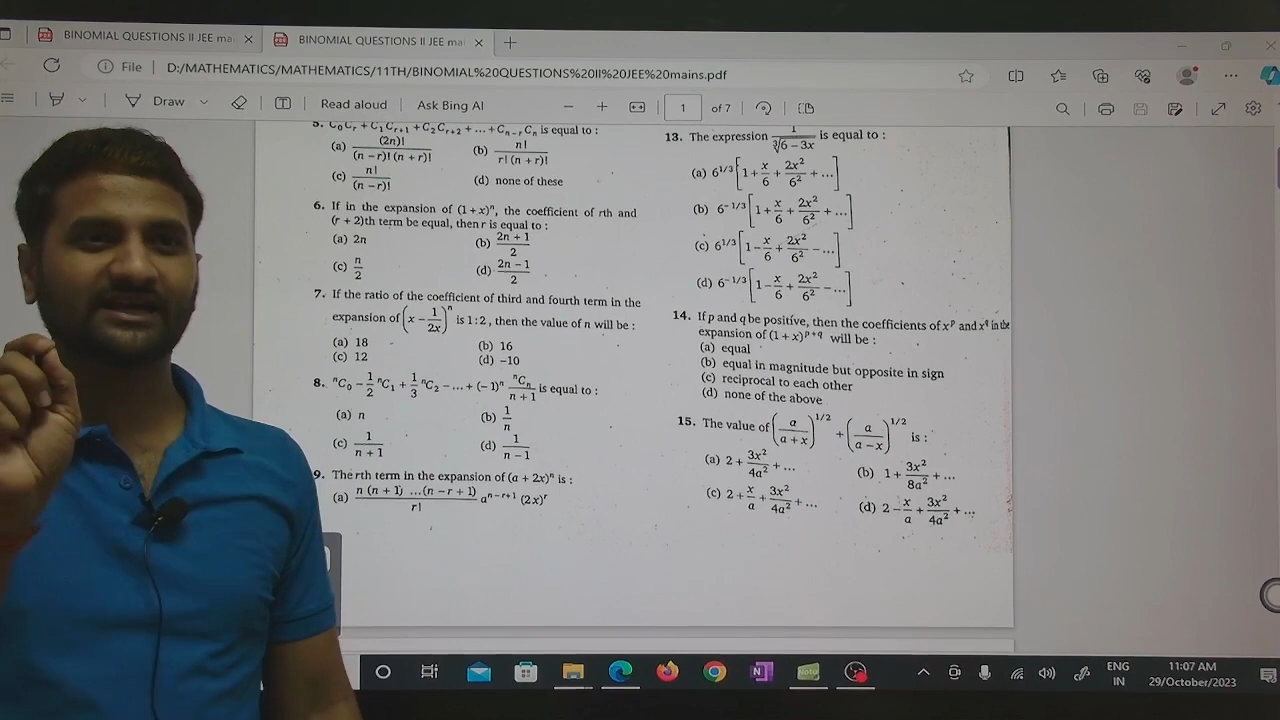 BINOMIAL QUESTIONS II JEE mai
BINOMIAL QUESTIONS II JEE mai
File | D:/MATHEMATICS/MATHEMATICS/11TH/BINOMIAL%20QUESTIONS%20II%20JEE%20mains.pdf
Draw Read aloud Ask Bing AI 1 of 7
5. C₀Cᵣ + C₁Cᵣ₊₁ + C₂Cᵣ₊₂ + ... + Cₙ₋ᵣ Cₙ is equal to :
(a) (2n)! / (n − r)! (n + r)! (b) n! / r! (n + r)!
(c) n! / (n − r)! (d) none of these
6. If in the expansion of (1 + x)ⁿ, the coefficient of rth and
(r + 2)th term be equal, then r is equal to :
(a) 2n (b) 2n + 1 / 2
(c) n / 2 (d) 2n − 1 / 2
7. If the ratio of the coefficient of third and fourth term in the
expansion of (x − 1/2x)ⁿ is 1 : 2, then the value of n will be :
(a) 18 (b) 16
(c) 12 (d) −10
8. ⁿC₀ − 1/2 ⁿC₁ + 1/3 ⁿC₂ − ... + (−1)ⁿ ⁿCₙ / n + 1 is equal to :
(a) n (b) 1 / n
(c) 1 / n + 1 (d) 1 / n − 1
9. The rth term in the expansion of (a + 2x)ⁿ is :
(a) n (n + 1) ...(n − r + 1) / r! aⁿ⁻ʳ⁺¹ (2x)ʳ
13. The expression 1 / ∛6 − 3x is equal to :
(a) 6^1/3 [1 + x/6 + 2x²/6² + ...]
(b) 6^−1/3 [1 + x/6 + 2x²/6² + ...]
(c) 6^1/3 [1 − x/6 + 2x²/6² − ...]
(d) 6^−1/3 [1 − x/6 + 2x²/6² − ...]
14. If p and q be positive, then the coefficients of xᵖ and x^q in the
expansion of (1 + x)^p+q will be :
(a) equal
(b) equal in magnitude but opposite in sign
(c) reciprocal to each other
(d) none of the above
15. The value of (a / a + x)^1/2 + (a / a − x)^1/2 is :
(a) 2 + 3x²/4a² + ... (b) 1 + 3x²/8a² + ...
(c) 2 + x/a + 3x²/4a² + ... (d) 2 − x/a + 3x²/4a² + ...
ENG
IN
11:07 AM
29/October/2023